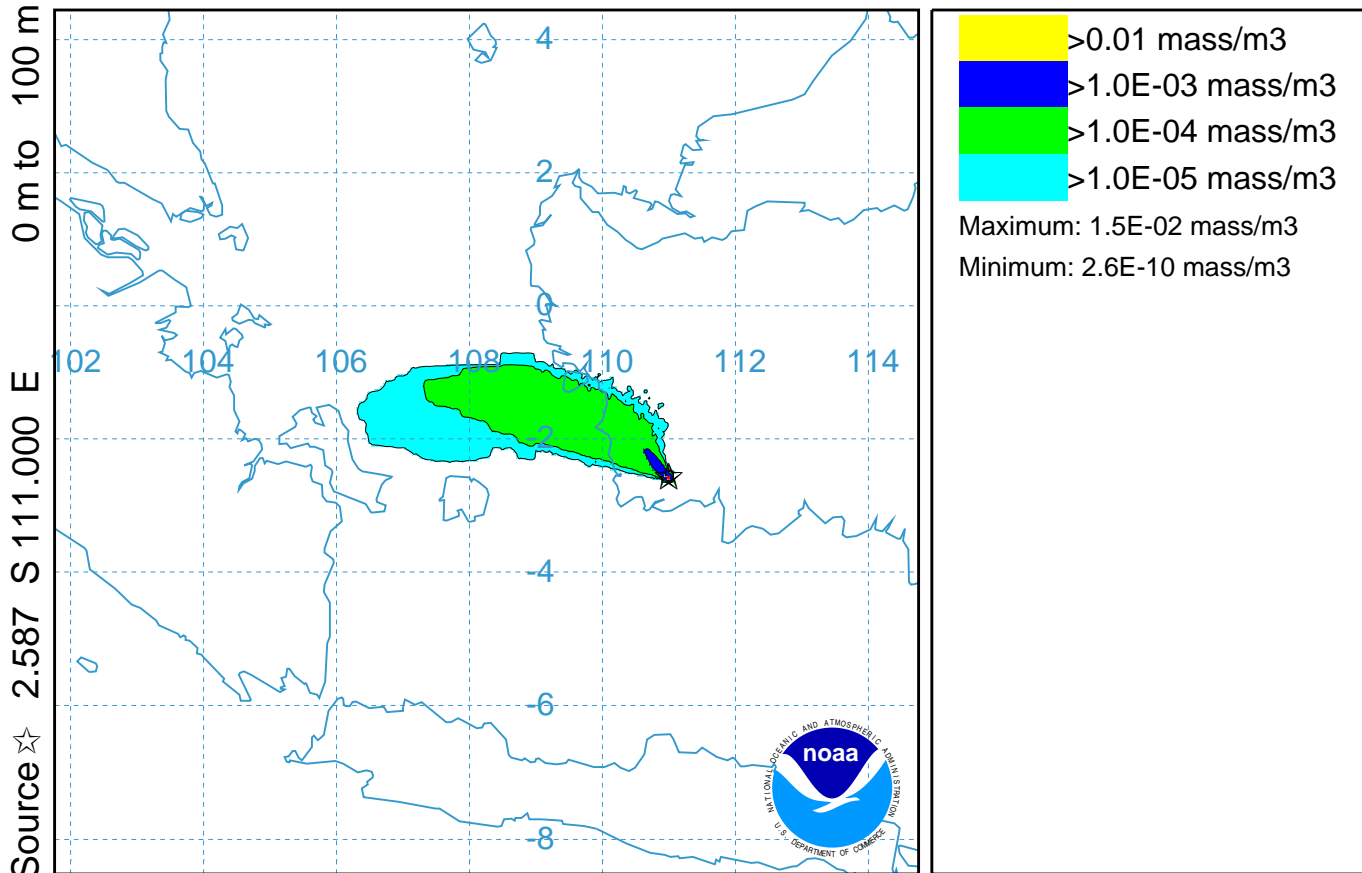 Source ☆ 2.587 S 111.000 E 0 m to 100 m
4
2
0
102 104 106 108 110 112 114
-2
-4
-6
-8
>0.01 mass/m3
>1.0E-03 mass/m3
>1.0E-04 mass/m3
>1.0E-05 mass/m3
Maximum: 1.5E-02 mass/m3
Minimum: 2.6E-10 mass/m3
NATIONAL OCEANIC AND ATMOSPHERIC ADMINISTRATION
noaa
U.S. DEPARTMENT OF COMMERCE